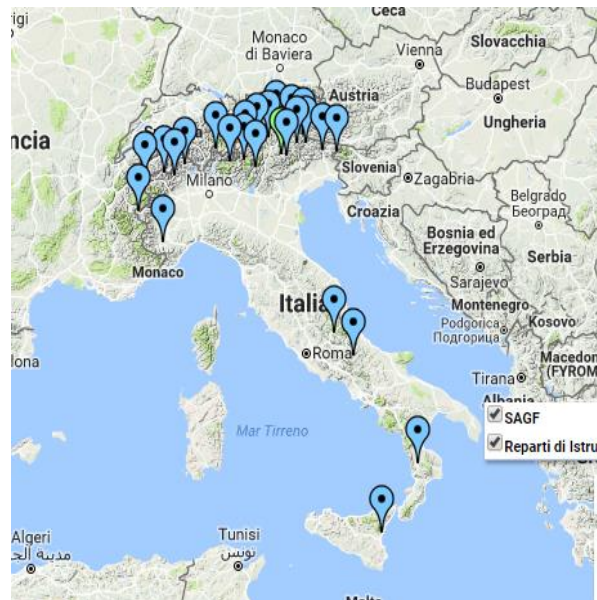 Ceca
rigi
Monaco
di Baviera
Vienna
Slovacchia
Austria
Budapest
Ungheria
ncia
Milano
Slovenia
Zagabria
Croazia
Belgrado
Београд
Bosnia ed
Erzegovina
Serbia
Sarajevo
Monaco
Montenegro
Italia
Podgorica
Подгорица
Kosovo
Roma
Macedon
(FYROM
Tirana
lona
Albania
SAGF
Mar Tirreno
Reparti di Istru
Algeri
Tunisi
تونس
Malta